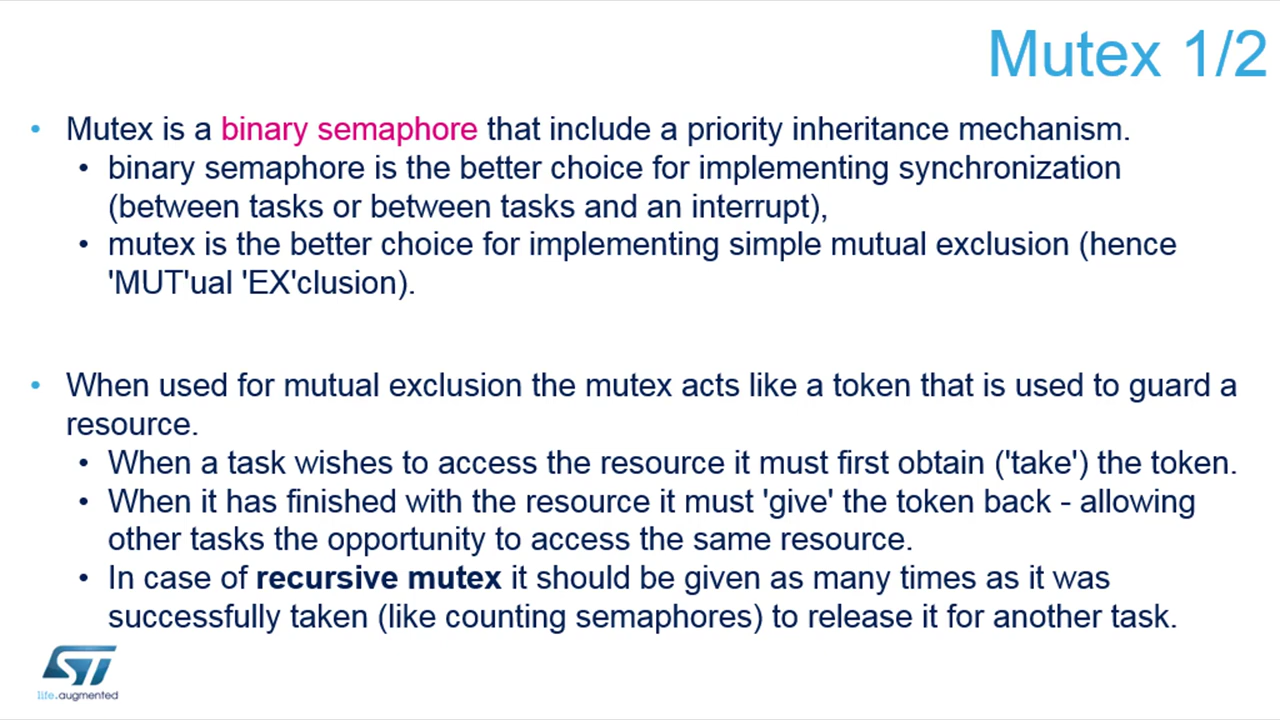 Mutex 1/2
• Mutex is a binary semaphore that include a priority inheritance mechanism.
• binary semaphore is the better choice for implementing synchronization
(between tasks or between tasks and an interrupt),
• mutex is the better choice for implementing simple mutual exclusion (hence
'MUT'ual 'EX'clusion).
• When used for mutual exclusion the mutex acts like a token that is used to guard a
resource.
• When a task wishes to access the resource it must first obtain ('take') the token.
• When it has finished with the resource it must 'give' the token back - allowing
other tasks the opportunity to access the same resource.
• In case of recursive mutex it should be given as many times as it was
successfully taken (like counting semaphores) to release it for another task.
ST
life.augmented